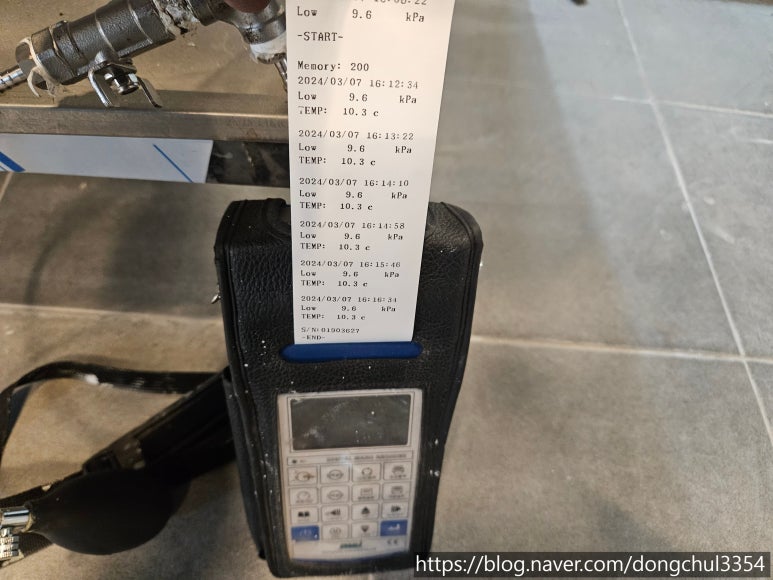 Low 9.6 kPa
-START-
Memory: 200
2024/03/07 16:12:34
Low 9.6 kPa
TEMP: 10.3 c
2024/03/07 16:13:22
Low 9.6 kPa
TEMP: 10.3 c
2024/03/07 16:14:10
Low 9.6 kPa
TEMP: 10.3 c
2024/03/07 16:14:58
Low 9.6 kPa
TEMP: 10.3 c
2024/03/07 16:15:46
Low 9.6 kPa
TEMP: 10.3 c
2024/03/07 16:16:34
Low 9.6 kPa
TEMP: 10.3 c
S/N:01903627
-END-
CE
https://blog.naver.com/dongchul3354